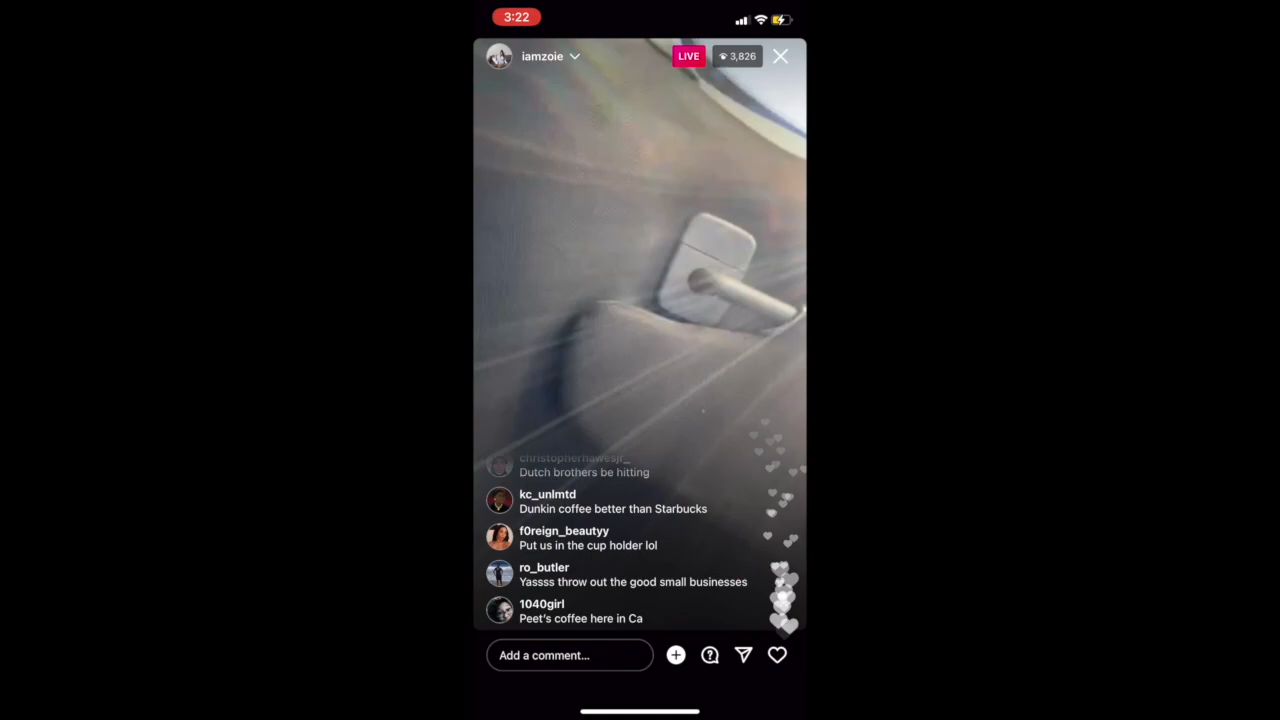 3:22
iamzoie
LIVE
3,826
christopherhawesjr_
Dutch brothers be hitting
kc_unlmtd
Dunkin coffee better than Starbucks
f0reign_beautyy
Put us in the cup holder lol
ro_butler
Yassss throw out the good small businesses
1040girl
Peet’s coffee here in Ca
Add a comment...